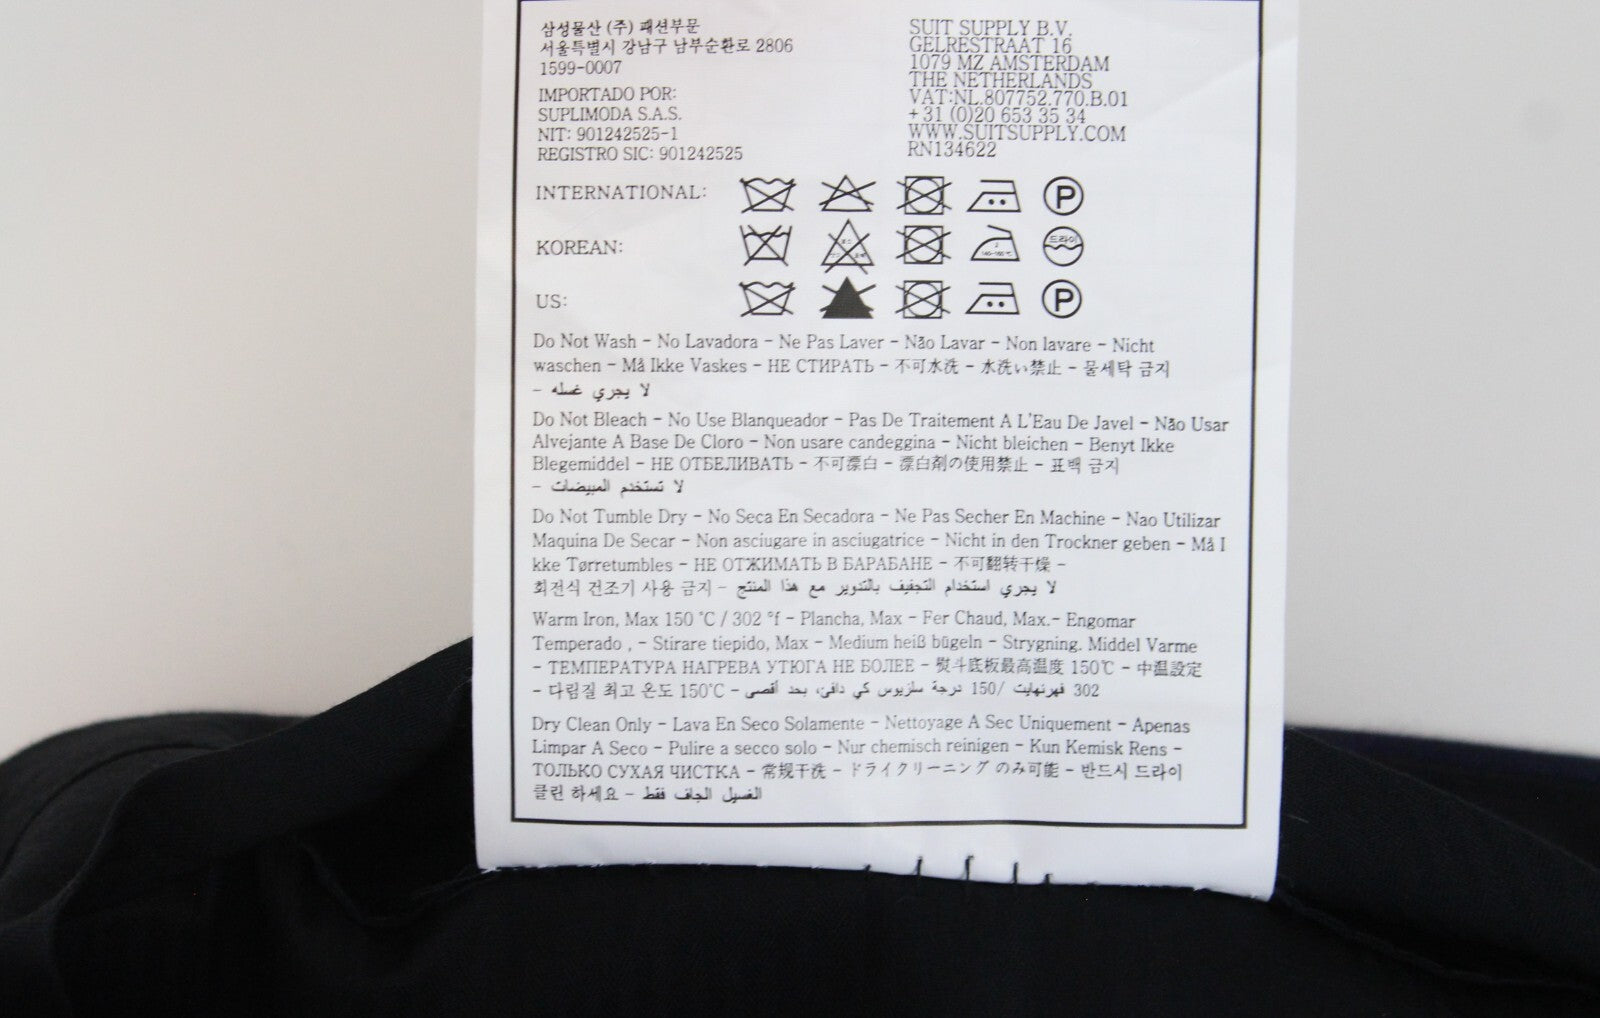 삼성물산 (주) 패션부문
서울특별시 강남구 남부순환로 2806
1599-0007
IMPORTADO POR:
SUPLIMODA S.A.S.
NIT: 901242525-1
REGISTRO SIC: 901242525
SUIT SUPPLY B.V.
GELRESTRAAT 16
1079 MZ AMSTERDAM
THE NETHERLANDS
VAT:NL.807752.770.B.01
+31 (0)20 653 35 34
WWW.SUITSUPPLY.COM
RN134622
INTERNATIONAL:
P
KOREAN:
드라이
US:
P
Do Not Wash - No Lavadora - Ne Pas Laver - Não Lavar - Non lavare - Nicht
waschen - Må Ikke Vaskes - НЕ СТИРАТЬ - 不可水洗 - 水洗い禁止 - 물세탁 금지
- لا يجري غسله
Do Not Bleach - No Use Blanqueador - Pas De Traitement A L'Eau De Javel - Não Usar
Alvejante A Base De Cloro - Non usare candeggina - Nicht bleichen - Benyt Ikke
Blegemiddel - НЕ ОТБЕЛИВАТЬ - 不可漂白 - 漂白剤の使用禁止 - 표백 금지
- لا تستخدم المبيضات
Do Not Tumble Dry - No Seca En Secadora - Ne Pas Secher En Machine - Nao Utilizar
Maquina De Secar - Non asciugare in asciugatrice - Nicht in den Trockner geben - Må I
kke Tørretumbles - НЕ ОТЖИМАТЬ В БАРАБАНЕ - 不可翻转干燥 -
회전식 건조기 사용 금지 - لا يجري استخدام التجفيف بالتدوير مع هذا المنتج
Warm Iron, Max 150 °C / 302 °f - Plancha, Max - Fer Chaud, Max.- Engomar
Temperado , - Stirare tiepido, Max - Medium heiß bügeln - Strygning. Middel Varme
- ТЕМПЕРАТУРА НАГРЕВА УТЮГА НЕ БОЛЕЕ - 熨斗底板最高温度 150℃ - 中温設定
- 다림질 최고 온도 150℃ - 302 فهرنهايت /150 درجة سلزيوس كي دافئ، بحد أقصى
Dry Clean Only - Lava En Seco Solamente - Nettoyage A Sec Uniquement - Apenas
Limpar A Seco - Pulire a secco solo - Nur chemisch reinigen - Kun Kemisk Rens -
ТОЛЬКО СУХАЯ ЧИСТКА - 常规干洗 - ドライクリーニング のみ可能 - 반드시 드라이
클린 하세요 - الغسيل الجاف فقط